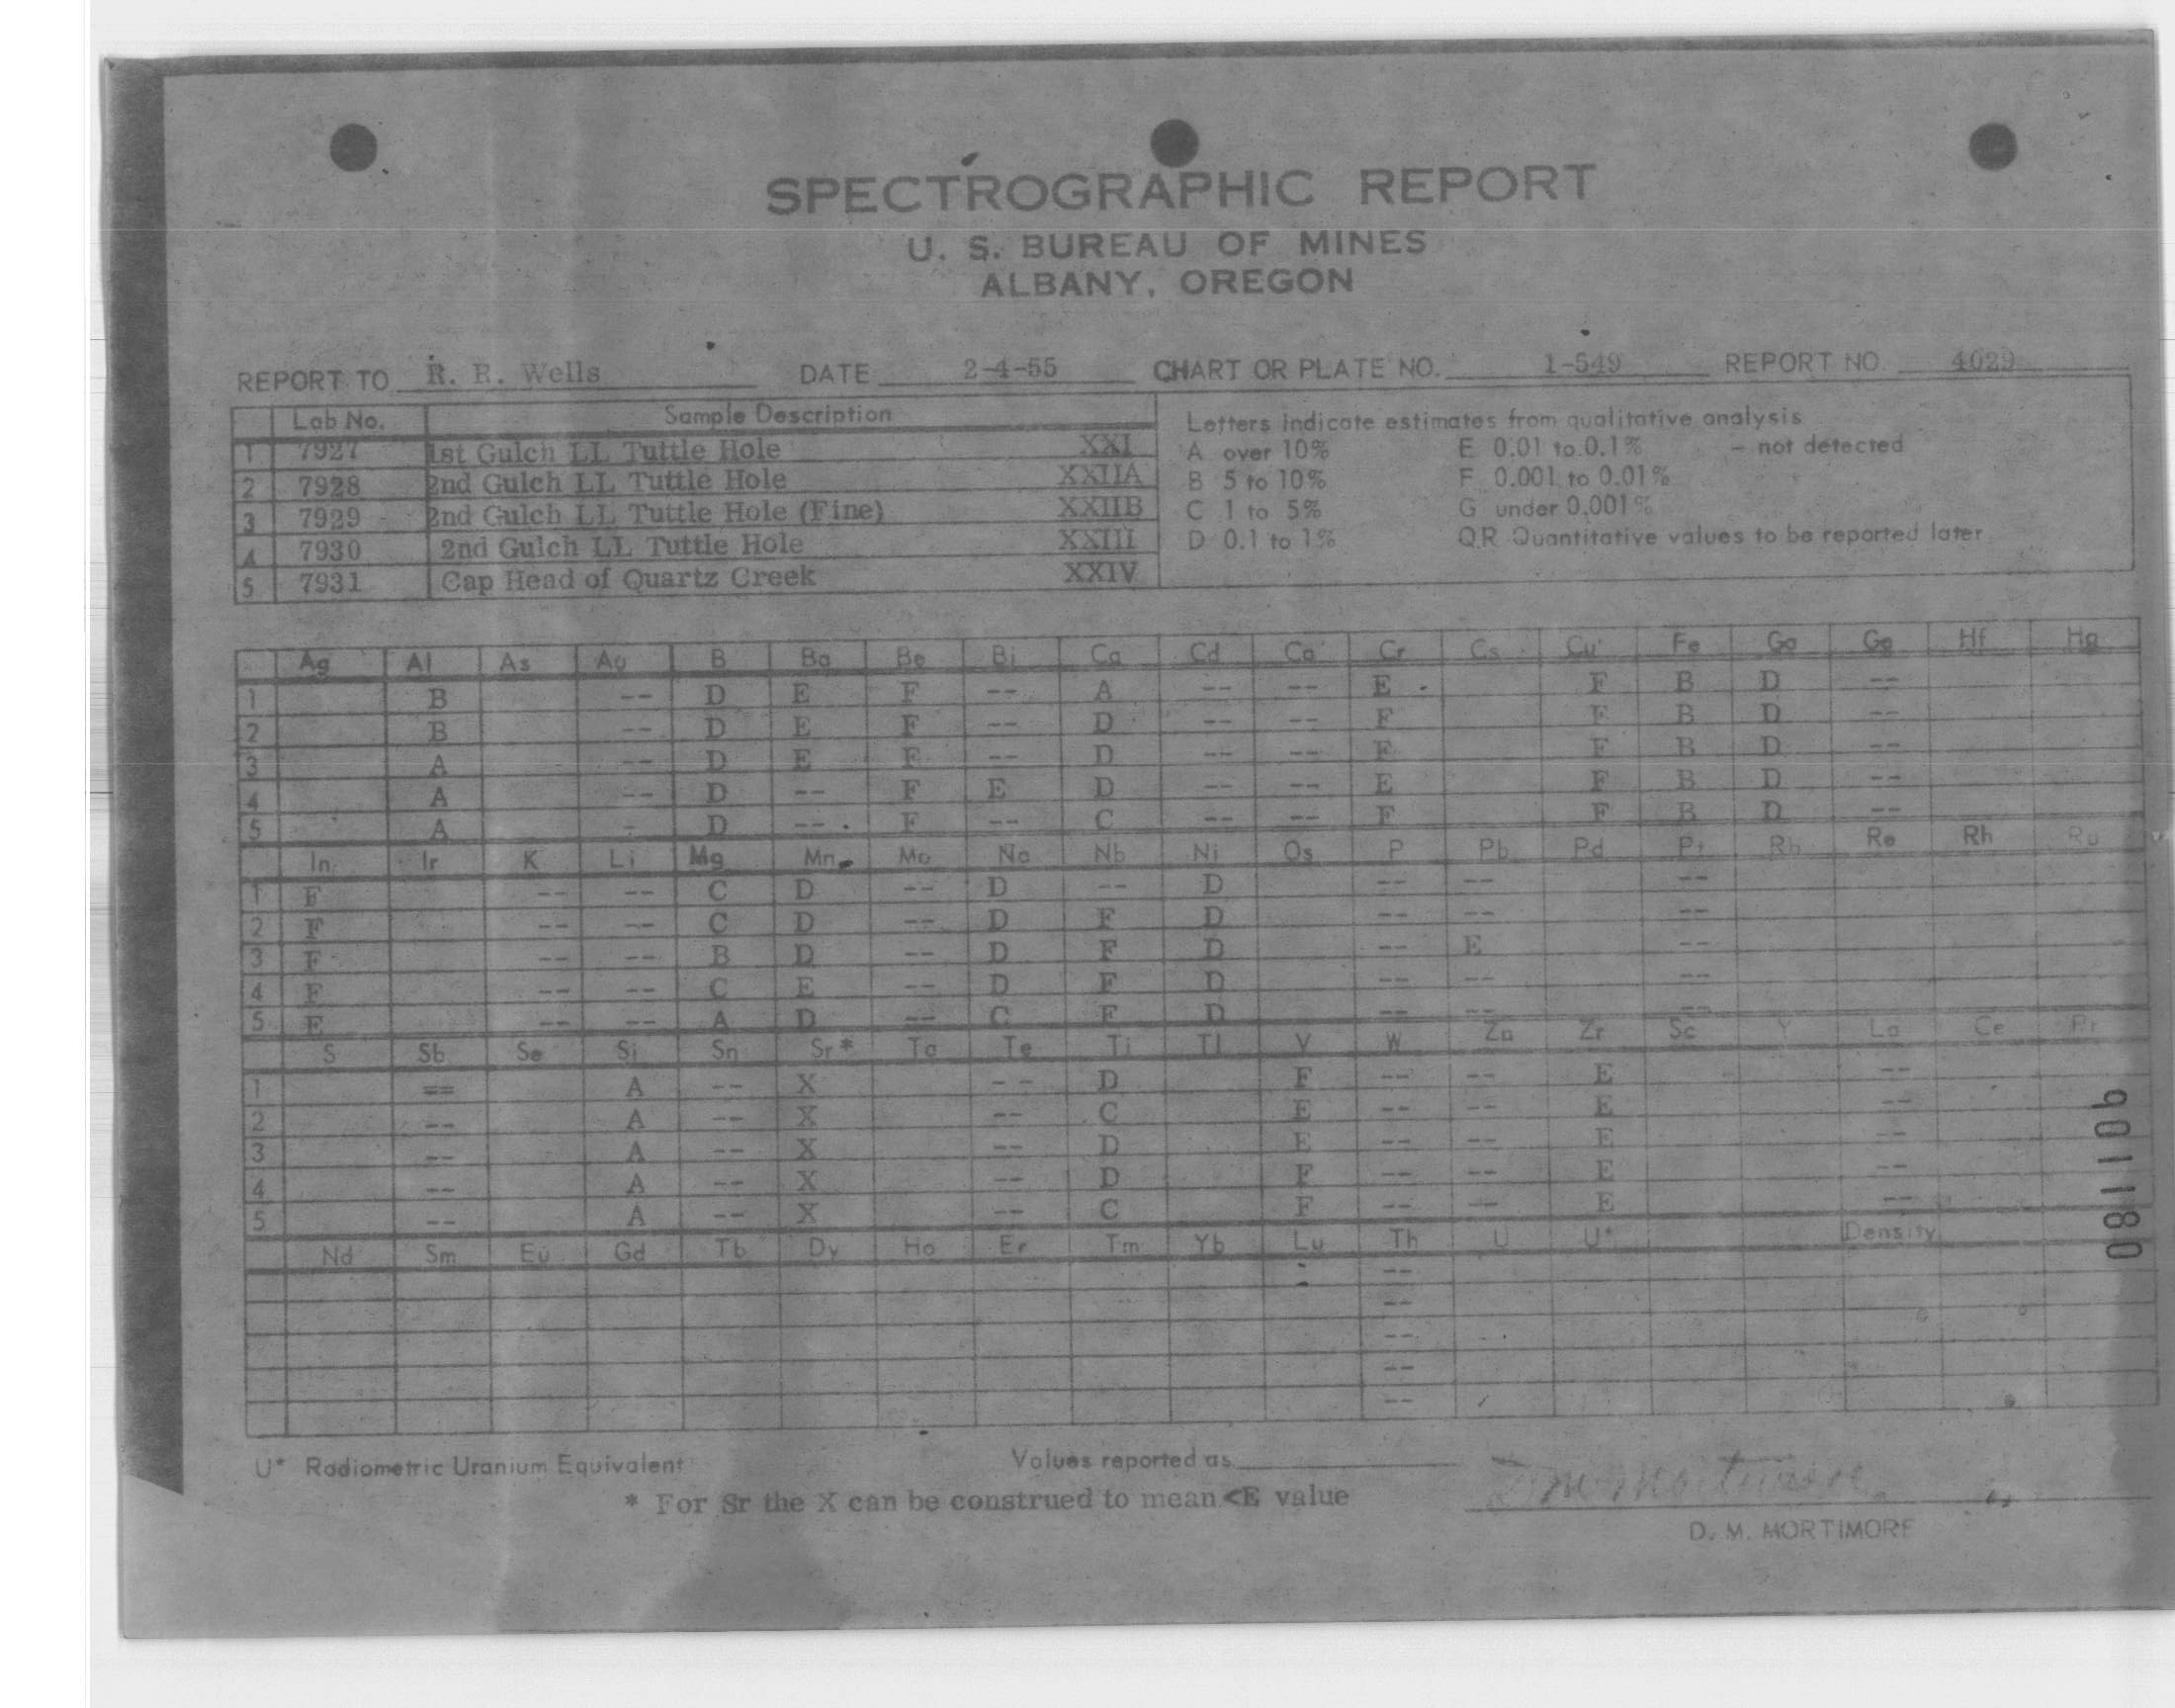 SPECTROGRAPHIC REPORT
U. S. BUREAU OF MINES
ALBANY, OREGON
REPORT TO R. R. Wells DATE 2-4-55 CHART OR PLATE NO. 1-549 REPORT NO. 4029
Lab No. Sample Description
1 7927 1st Gulch LL Tuttle Hole XXI
2 7928 2nd Gulch LL Tuttle Hole XXIIA
3 7929 2nd Gulch LL Tuttle Hole (Fine) XXIIB
4 7930 2nd Gulch LL Tuttle Hole XXIII
5 7931 Cap Head of Quartz Creek XXIV
Letters indicate estimates from qualitative analysis
A over 10% E 0.01 to 0.1% - not detected
B 5 to 10% F 0.001 to 0.01%
C 1 to 5% G under 0.001%
D 0.1 to 1% QR Quantitative values to be reported later
Ag Al As Au B Ba Be Bi Ca Cd Co Cr Cs Cu Fe Ga Ge Hf Hg
1 B -- D E F -- A -- -- E F B D --
2 B -- D E F -- D -- -- F F B D --
3 A -- D E F -- D -- -- F F B D --
4 A -- D -- F E D -- -- E F B D --
5 A - D -- F -- C -- -- F F B D --
In Ir K Li Mg Mn Mo Na Nb Ni Os P Pb Pd Pt Rb Re Rh Ru
1 F -- -- C D -- D -- D -- -- --
2 F -- -- C D -- D F D -- -- --
3 F -- -- B D -- D F D -- E --
4 F -- -- C E -- D F D -- -- --
5 E -- -- A D -- C F D -- -- --
S Sb Se Si Sn Sr* Ta Te Ti Tl V W Zn Zr Sc Y La Ce Pr
1 == A -- X -- D F -- -- E --
2 -- A -- X -- C E -- -- E --
3 -- A -- X -- D E -- -- E --
4 -- A -- X -- D F -- -- E --
5 -- A -- X -- C F -- -- E --
Nd Sm Eu Gd Tb Dy Ho Er Tm Yb Lu Th U U* Density
--
--
--
--
--
U* Radiometric Uranium Equivalent Values reported as
* For Sr the X can be construed to mean <E value
D M Mortimore
D. M. MORTIMORE
081106